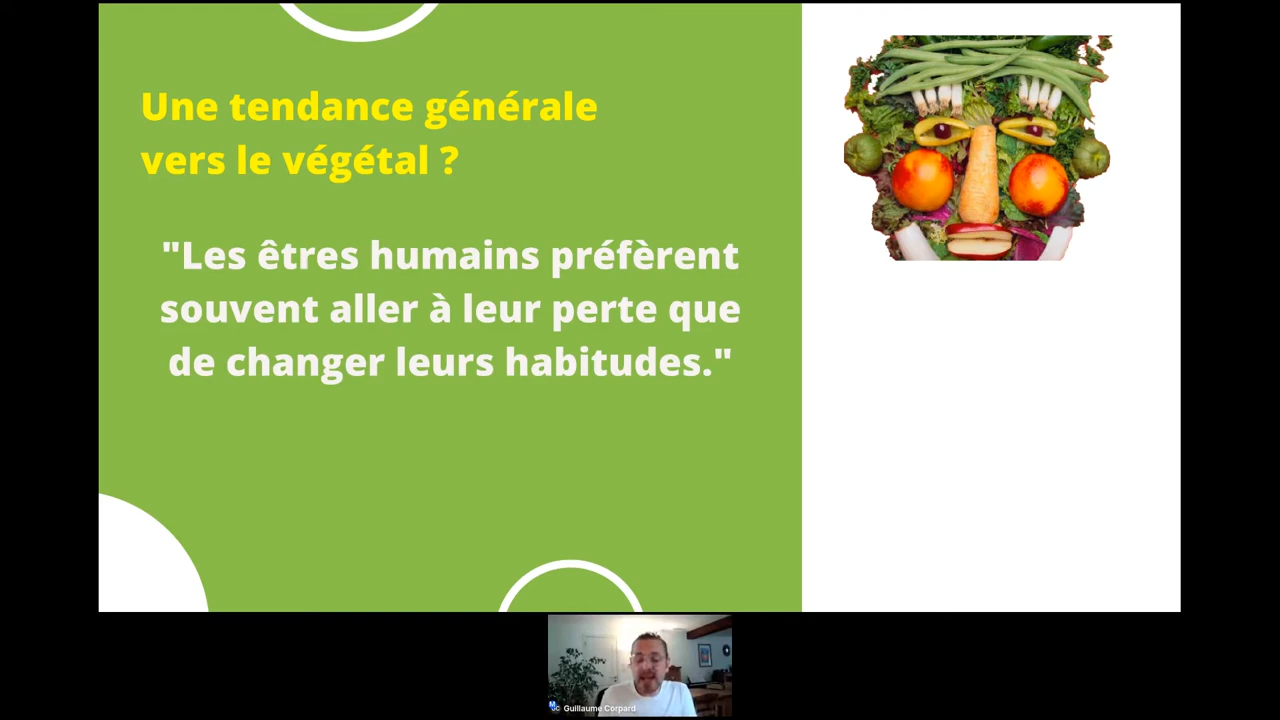 Une tendance générale
vers le végétal ?
"Les êtres humains préfèrent
souvent aller à leur perte que
de changer leurs habitudes."
Guillaume Corpard